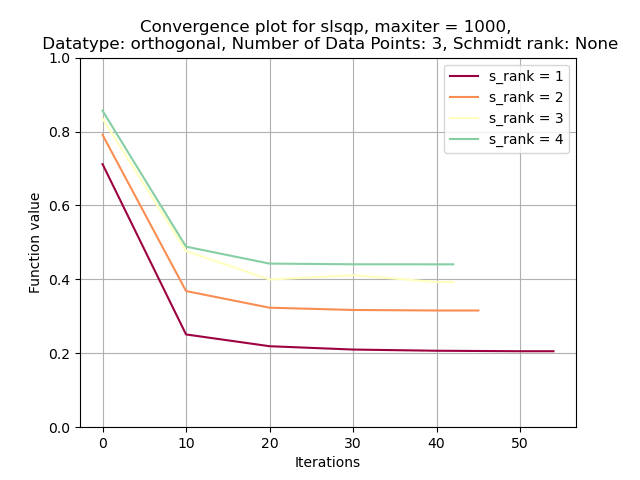 Convergence plot for slsqp, maxiter = 1000,
Datatype: orthogonal, Number of Data Points: 3, Schmidt rank: None
1.0
0.8
0.6
0.4
0.2
0.0
Function value
s_rank = 1
s_rank = 2
s_rank = 3
s_rank = 4
0 10 20 30 40 50
Iterations